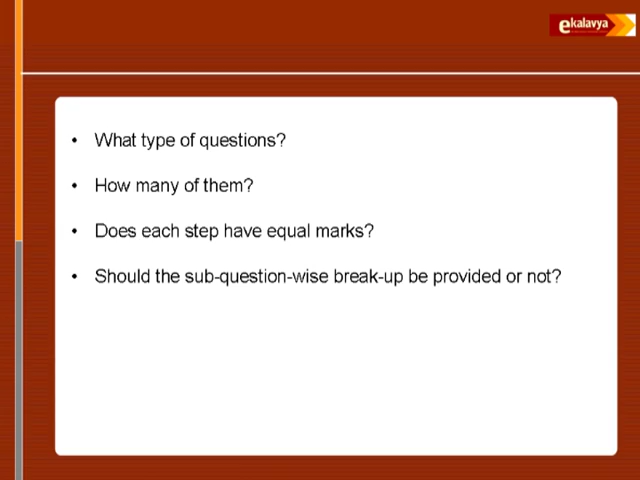 ekalavya
• What type of questions?
• How many of them?
• Does each step have equal marks?
• Should the sub-question-wise break-up be provided or not?